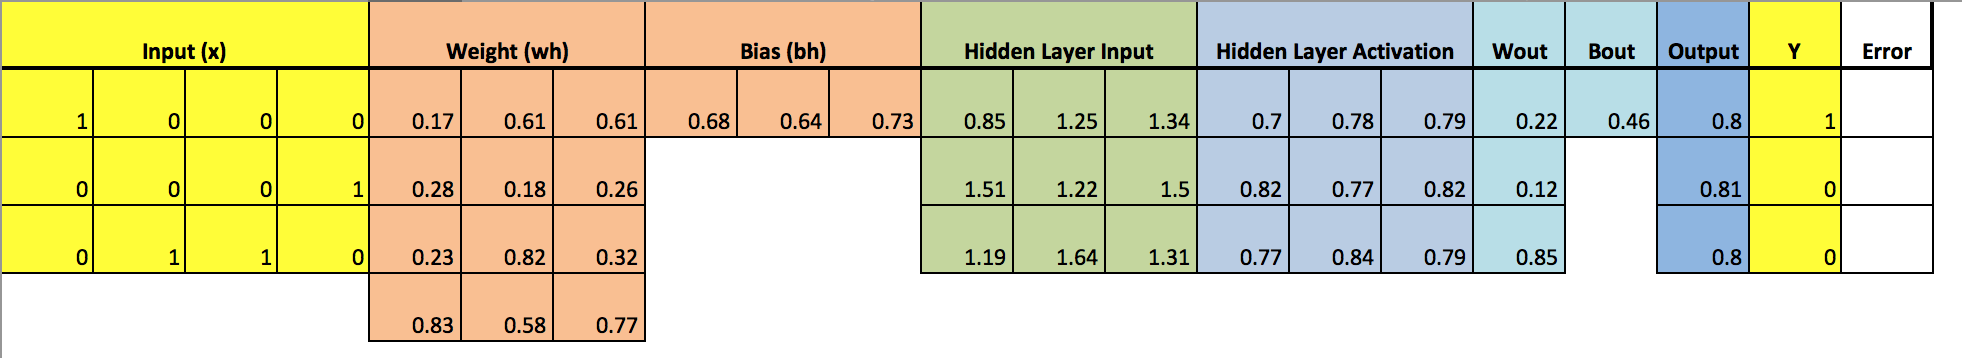 Input (x) Weight (wh) Bias (bh) Hidden Layer Input Hidden Layer Activation Wout Bout Output Y Error
1 0 0 0 0.17 0.61 0.61 0.68 0.64 0.73 0.85 1.25 1.34 0.7 0.78 0.79 0.22 0.46 0.8 1
0 0 0 1 0.28 0.18 0.26 1.51 1.22 1.5 0.82 0.77 0.82 0.12 0.81 0
0 1 1 0 0.23 0.82 0.32 1.19 1.64 1.31 0.77 0.84 0.79 0.85 0.8 0
0.83 0.58 0.77